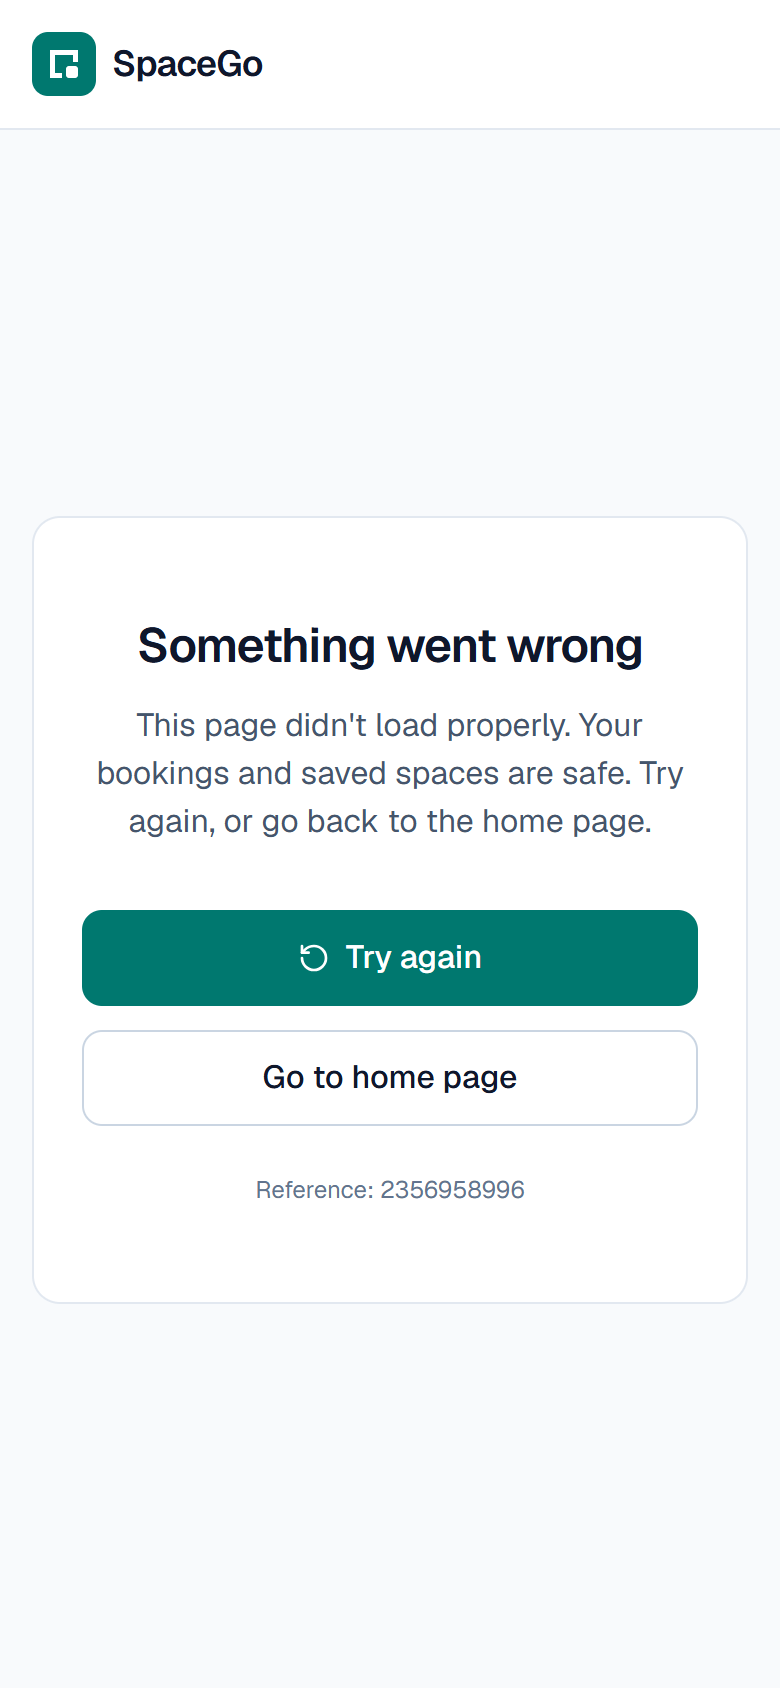 SpaceGo
Something went wrong
This page didn't load properly. Your
bookings and saved spaces are safe. Try
again, or go back to the home page.
Try again
Go to home page
Reference: 2356958996